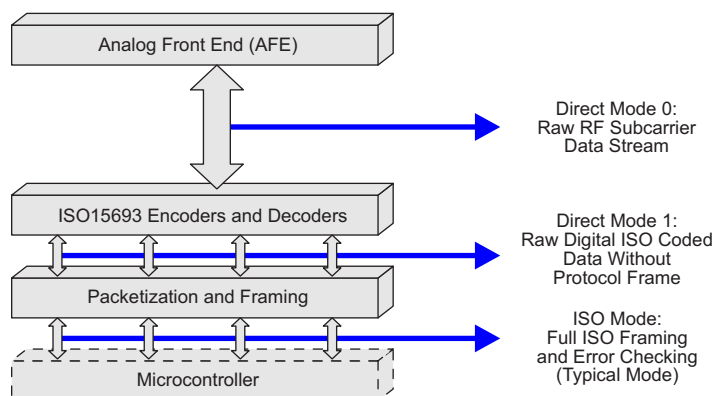 Analog Front End (AFE)
Direct Mode 0:
Raw RF Subcarrier
Data Stream
ISO15693 Encoders and Decoders
Direct Mode 1:
Raw Digital ISO Coded
Data Without
Protocol Frame
Packetization and Framing
ISO Mode:
Full ISO Framing
and Error Checking
(Typical Mode)
Microcontroller